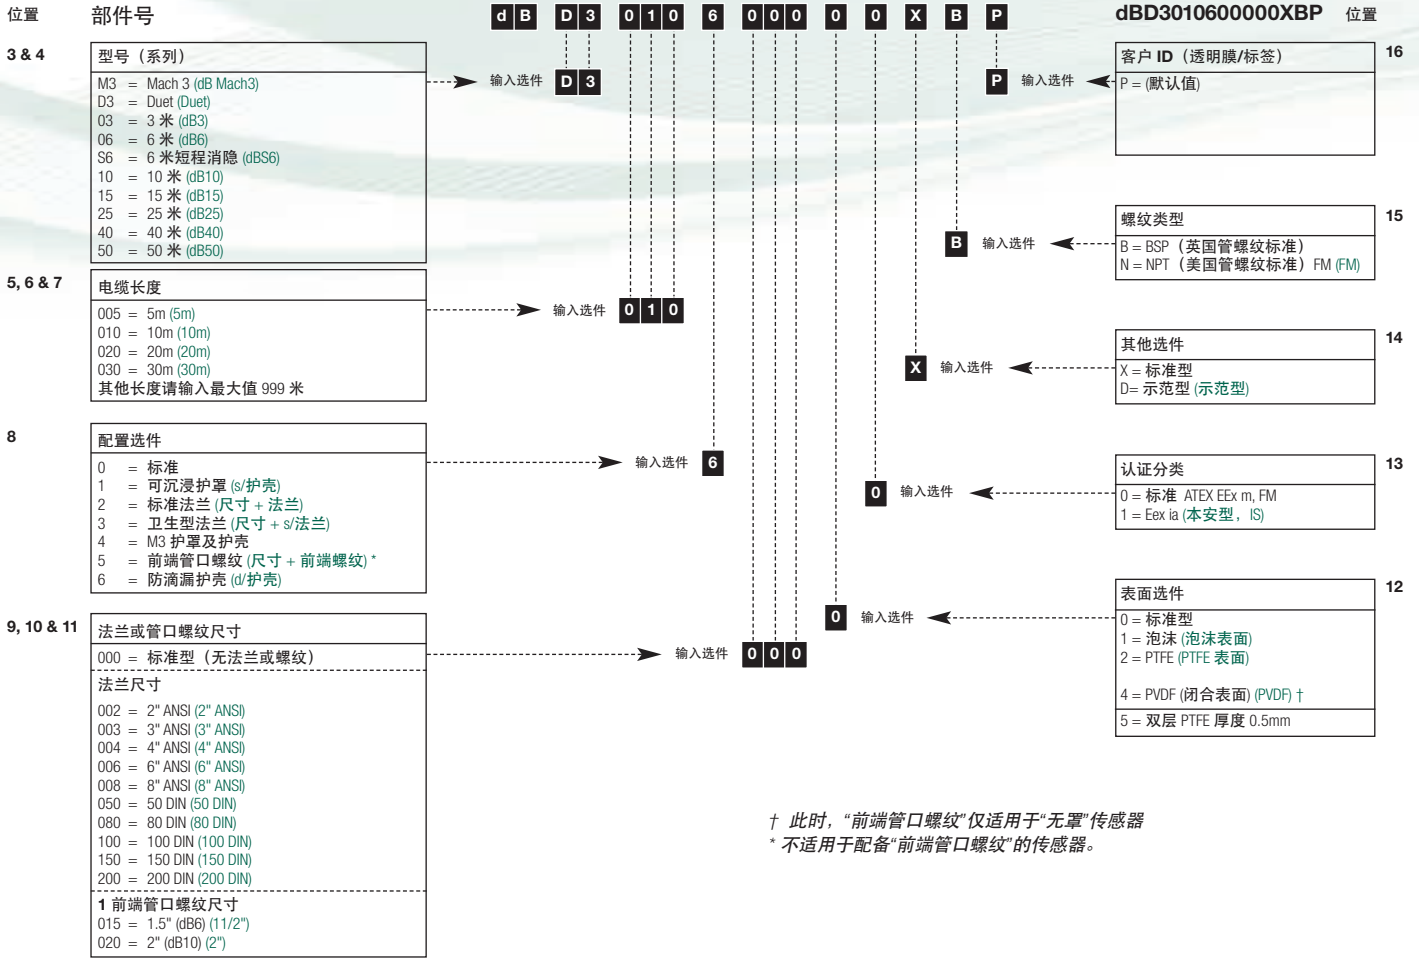 位置
部件号
d B D 3 0 1 0 6 0 0 0 0 0 X B P
dBD3010600000XBP 位置
3 & 4
型号（系列）
M3 = Mach 3 (dB Mach3)
D3 = Duet (Duet)
03 = 3 米 (dB3)
06 = 6 米 (dB6)
S6 = 6 米短程消隐 (dBS6)
10 = 10 米 (dB10)
15 = 15 米 (dB15)
25 = 25 米 (dB25)
40 = 40 米 (dB40)
50 = 50 米 (dB50)
输入选件 D 3
5, 6 & 7
电缆长度
005 = 5m (5m)
010 = 10m (10m)
020 = 20m (20m)
030 = 30m (30m)
其他长度请输入最大值 999 米
输入选件 0 1 0
8
配置选件
0 = 标准
1 = 可沉浸护罩 (s/护壳)
2 = 标准法兰 (尺寸 + 法兰)
3 = 卫生型法兰 (尺寸 + s/法兰)
4 = M3 护罩及护壳
5 = 前端管口螺纹 (尺寸 + 前端螺纹) *
6 = 防滴漏护壳 (d/护壳)
输入选件 6
9, 10 & 11
法兰或管口螺纹尺寸
000 = 标准型（无法兰或螺纹）
法兰尺寸
002 = 2" ANSI (2" ANSI)
003 = 3" ANSI (3" ANSI)
004 = 4" ANSI (4" ANSI)
006 = 6" ANSI (6" ANSI)
008 = 8" ANSI (8" ANSI)
050 = 50 DIN (50 DIN)
080 = 80 DIN (80 DIN)
100 = 100 DIN (100 DIN)
150 = 150 DIN (150 DIN)
200 = 200 DIN (200 DIN)
1 前端管口螺纹尺寸
015 = 1.5" (dB6) (11/2")
020 = 2" (dB10) (2")
输入选件 0 0 0
客户 ID（透明膜/标签）
16
P = (默认值)
P 输入选件
螺纹类型
15
B = BSP（英国管螺纹标准）
N = NPT（美国管螺纹标准）FM (FM)
B 输入选件
其他选件
14
X = 标准型
D= 示范型 (示范型)
X 输入选件
认证分类
13
0 = 标准 ATEX EEx m, FM
1 = Eex ia (本安型，IS)
0 输入选件
表面选件
12
0 = 标准型
1 = 泡沫 (泡沫表面)
2 = PTFE (PTFE 表面)
4 = PVDF (闭合表面) (PVDF) †
5 = 双层 PTFE 厚度 0.5mm
0 输入选件
† 此时，“前端管口螺纹”仅适用于“无罩”传感器
* 不适用于配备“前端管口螺纹”的传感器。